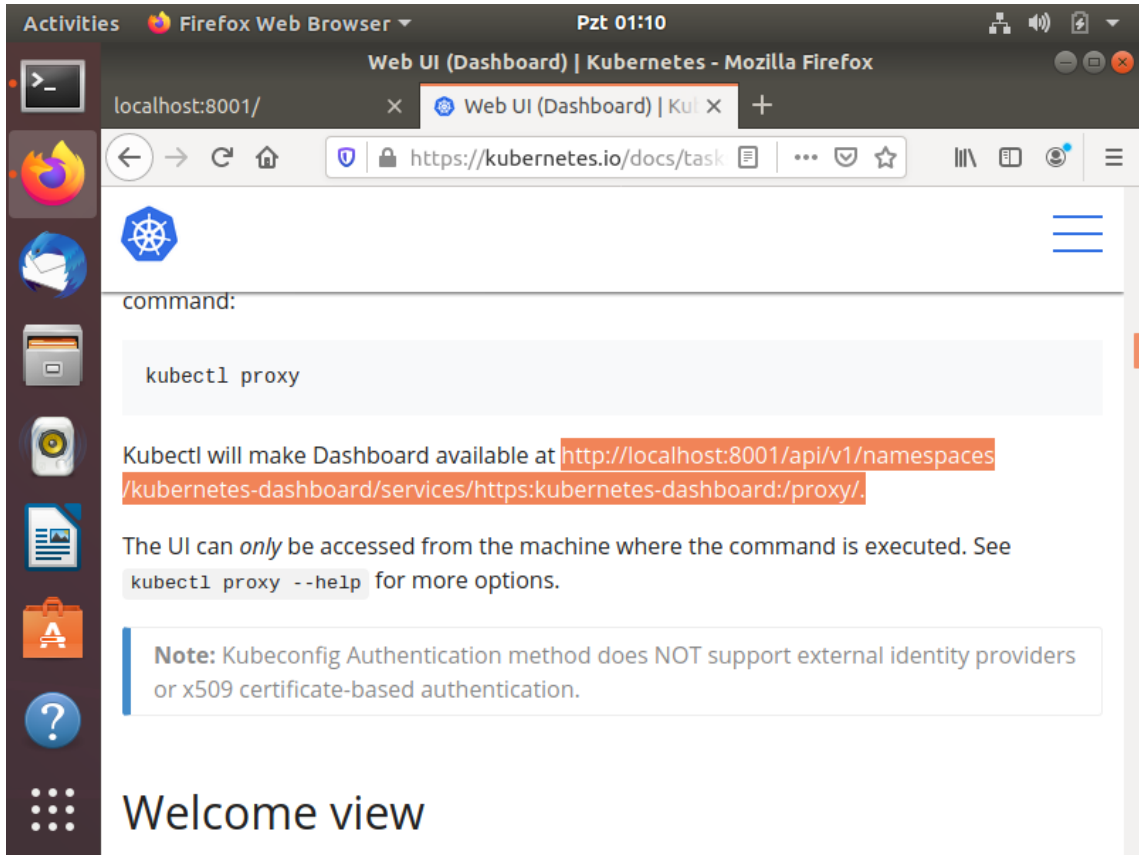 Activities Firefox Web Browser Pzt 01:10
Web UI (Dashboard) | Kubernetes - Mozilla Firefox
localhost:8001/ Web UI (Dashboard) | Kub
https://kubernetes.io/docs/task
command:
kubectl proxy
Kubectl will make Dashboard available at http://localhost:8001/api/v1/namespaces
/kubernetes-dashboard/services/https:kubernetes-dashboard:/proxy/.
The UI can only be accessed from the machine where the command is executed. See
kubectl proxy --help for more options.
Note: Kubeconfig Authentication method does NOT support external identity providers
or x509 certificate-based authentication.
Welcome view